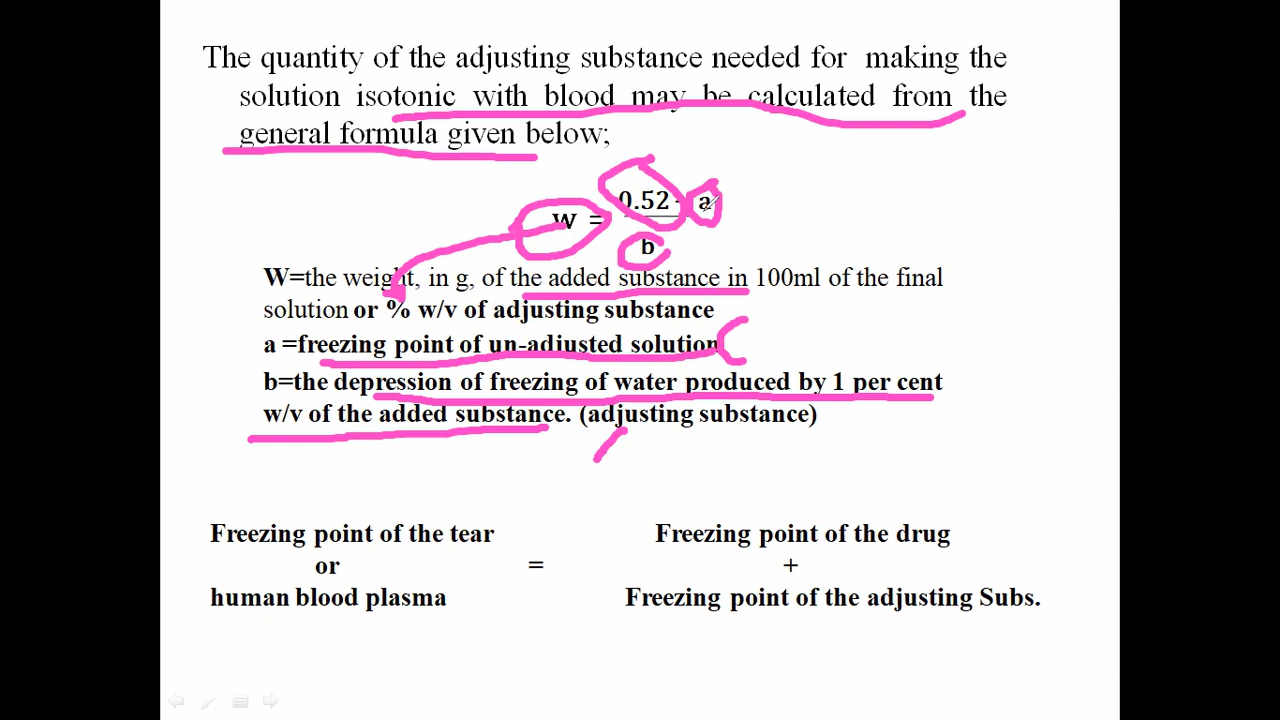 The quantity of the adjusting substance needed for making the
solution isotonic with blood may be calculated from the
general formula given below;
0.52 - a
W =
b
W=the weight, in g, of the added substance in 100ml of the final
solution or % w/v of adjusting substance
a =freezing point of un-adjusted solution
b=the depression of freezing of water produced by 1 per cent
w/v of the added substance. (adjusting substance)
Freezing point of the tear
or
human blood plasma
=
Freezing point of the drug
+
Freezing point of the adjusting Subs.